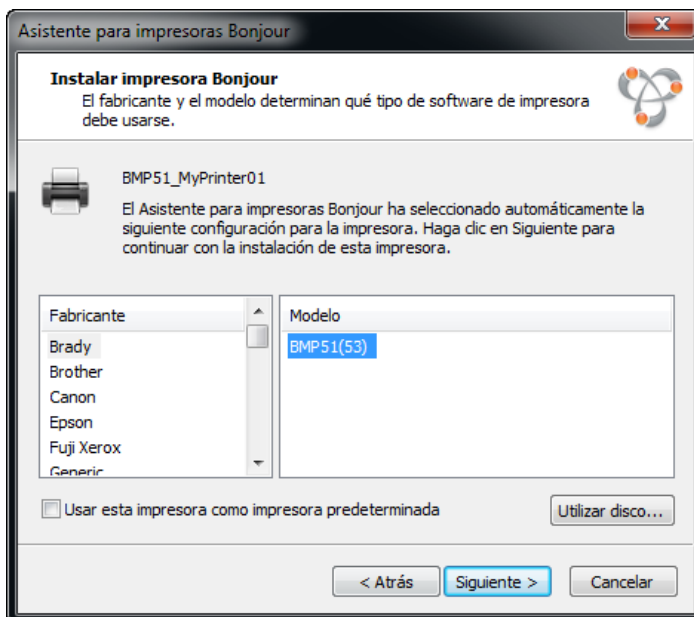 Asistente para impresoras Bonjour
Instalar impresora Bonjour
El fabricante y el modelo determinan qué tipo de software de impresora
debe usarse.
BMP51_MyPrinter01
El Asistente para impresoras Bonjour ha seleccionado automáticamente la
siguiente configuración para la impresora. Haga clic en Siguiente para
continuar con la instalación de esta impresora.
Fabricante
Brady
Brother
Canon
Epson
Fuji Xerox
Generic
Modelo
BMP51(53)
Usar esta impresora como impresora predeterminada
Utilizar disco...
< Atrás
Siguiente >
Cancelar